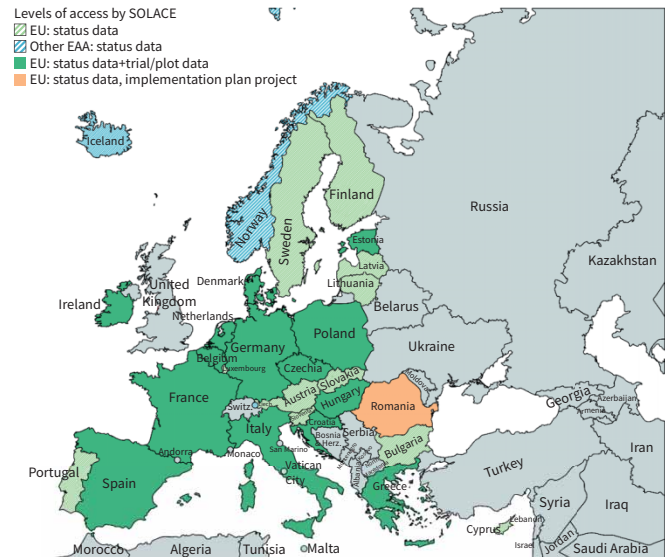 Levels of access by SOLACE
EU: status data
Other EAA: status data
EU: status data+trial/plot data
EU: status data, implementation plan project
Iceland
Norway
Sweden
Finland
Russia
Estonia
Latvia
Lithuania
Kazakhstan
Denmark
United
Kingdom
Ireland
Netherlands
Belarus
Poland
Germany
Belgium
Luxembourg
Ukraine
Czechia
Slovakia
Moldova
France
Austria
Hungary
Switz.
Romania
Italy
Croatia
Bosnia
& Herz.
Serbia
Georgia
Azerbaijan
Armenia
Andorra
Monaco
San Marino
Bulgaria
Portugal
Spain
Vatican
City
Albania
Greece
Turkey
Iran
Syria
Iraq
Cyprus
Lebanon
Israel
Jordan
Saudi Arabia
Morocco
Algeria
Tunisia
Malta